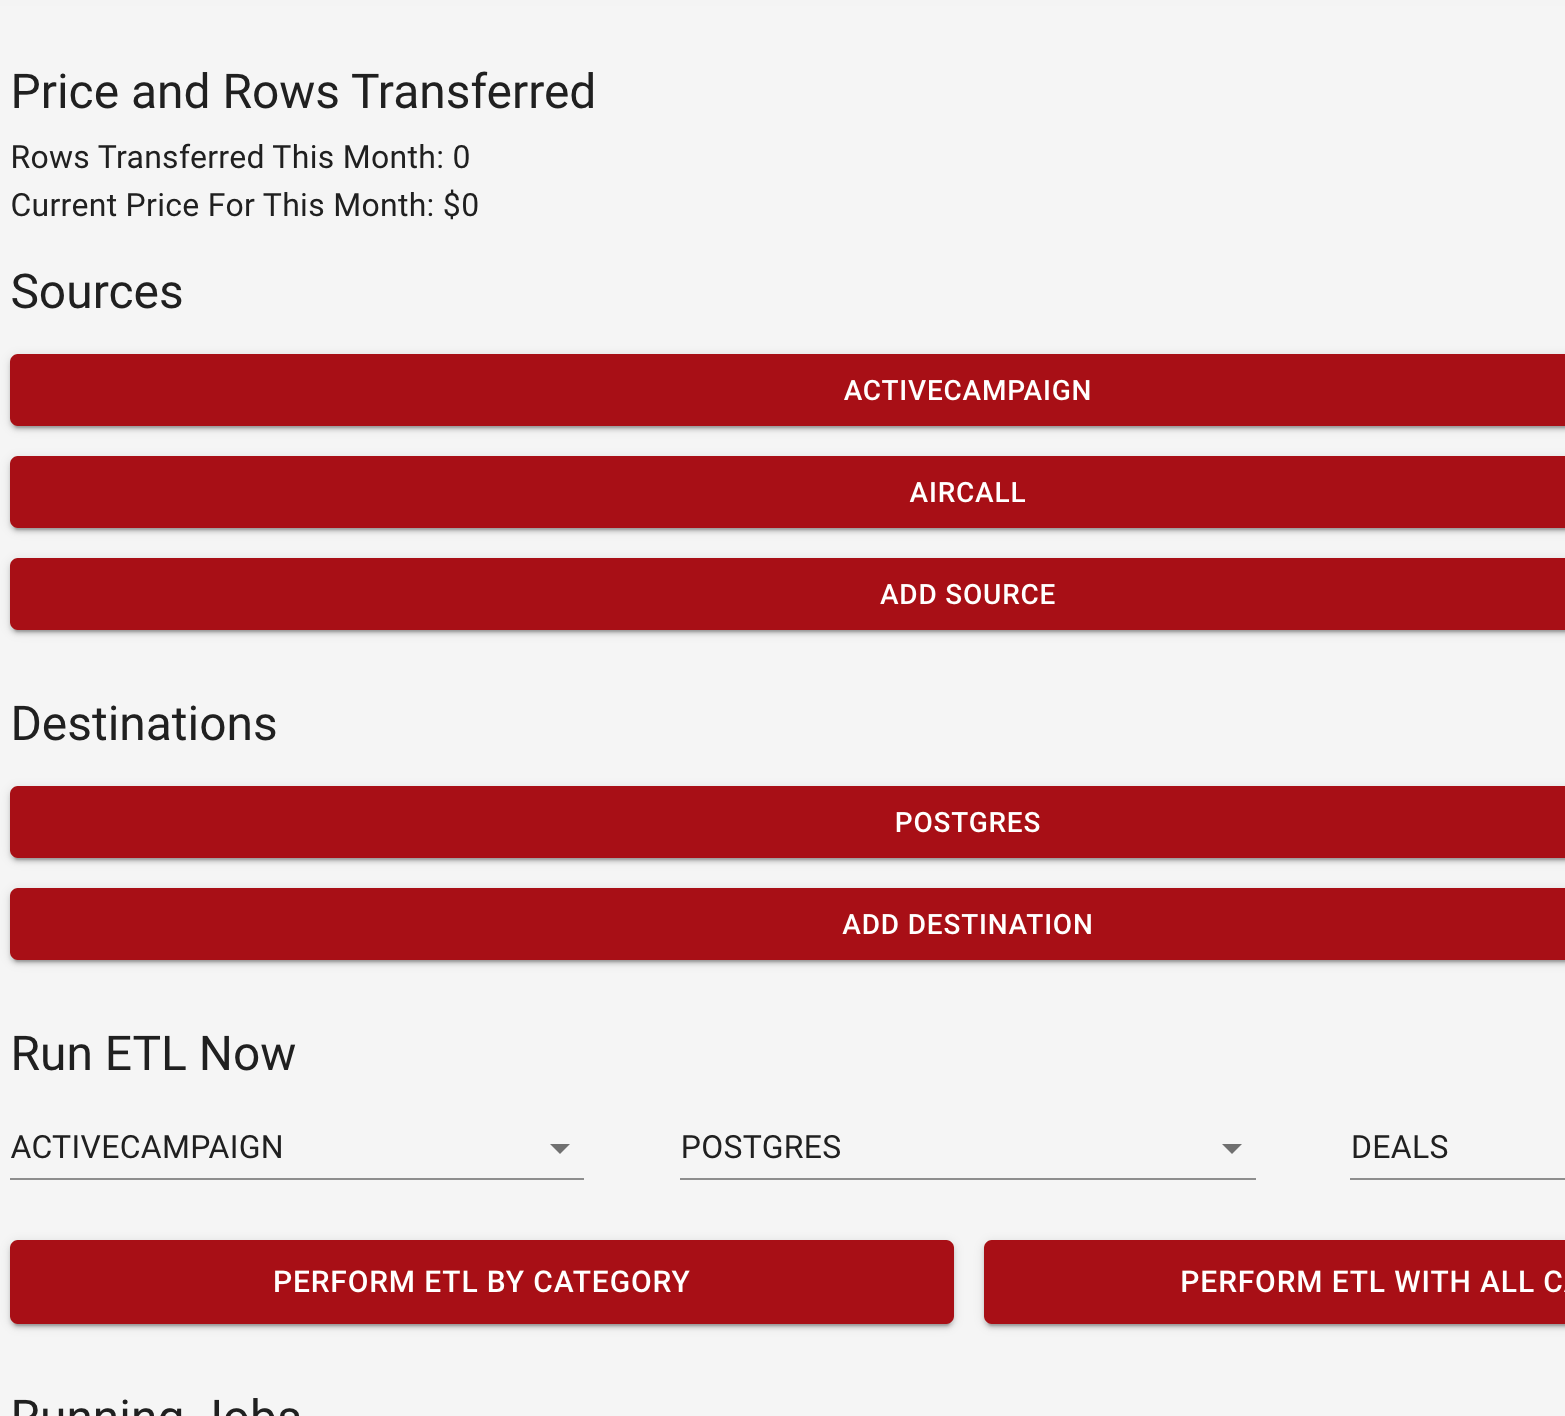 Price and Rows Transferred
Rows Transferred This Month: 0
Current Price For This Month: $0
Sources
ACTIVECAMPAIGN
AIRCALL
ADD SOURCE
Destinations
POSTGRES
ADD DESTINATION
Run ETL Now
ACTIVECAMPAIGN POSTGRES DEALS
PERFORM ETL BY CATEGORY PERFORM ETL WITH ALL
Running Jobs